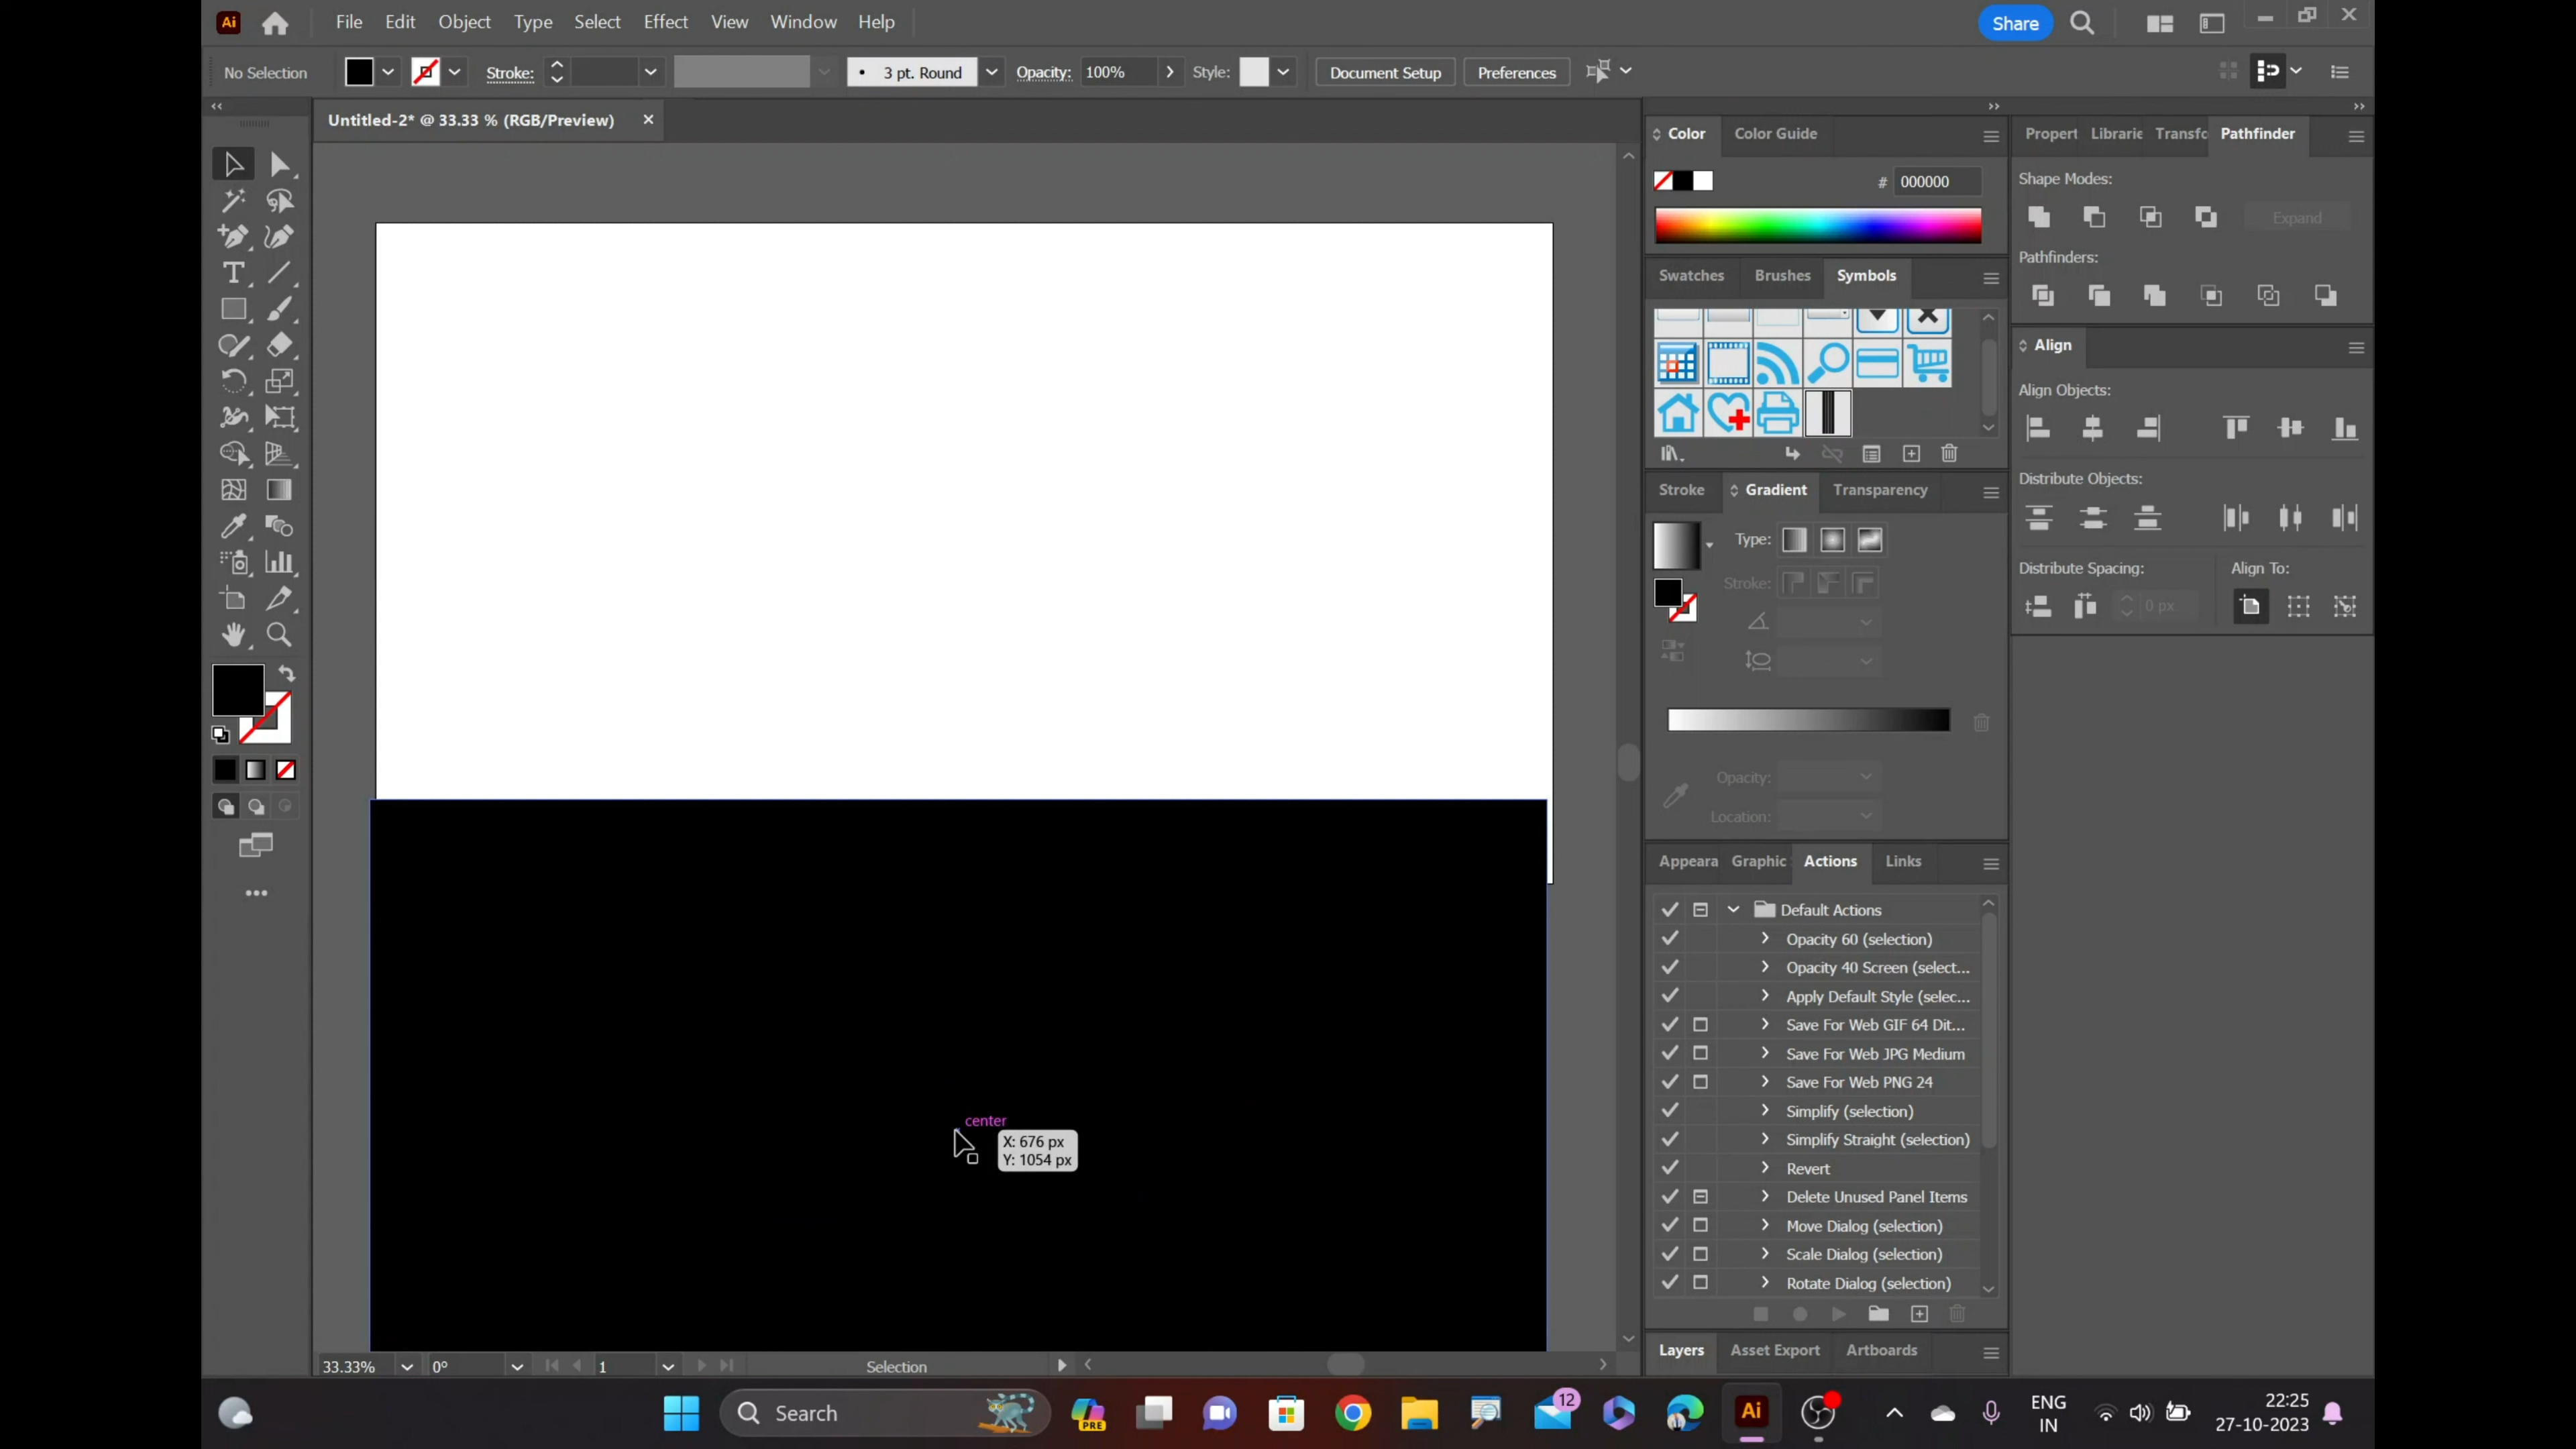 Ai File Edit Object Type Select Effect View Window Help Share
No Selection Stroke: 3 pt. Round Opacity: 100% Style: Document Setup Preferences
Untitled-2* @ 33.33 % (RGB/Preview)
Color Color Guide
# 000000
Swatches Brushes Symbols
Stroke Gradient Transparency
Type:
Stroke:
Opacity:
Location:
Appeara Graphic Actions Links
Default Actions
Opacity 60 (selection)
Opacity 40 Screen (select...
Apply Default Style (selec...
Save For Web GIF 64 Dit...
Save For Web JPG Medium
Save For Web PNG 24
Simplify (selection)
Simplify Straight (selection)
Revert
Delete Unused Panel Items
Move Dialog (selection)
Scale Dialog (selection)
Rotate Dialog (selection)
Layers Asset Export Artboards
Propert Librarie Transfo Pathfinder
Shape Modes:
Expand
Pathfinders:
Align
Align Objects:
Distribute Objects:
Distribute Spacing: Align To:
0 px
center
X: 676 px
Y: 1054 px
33.33% 0° 1 Selection
Search PRE 12 Ai ENG
IN
22:25
27-10-2023